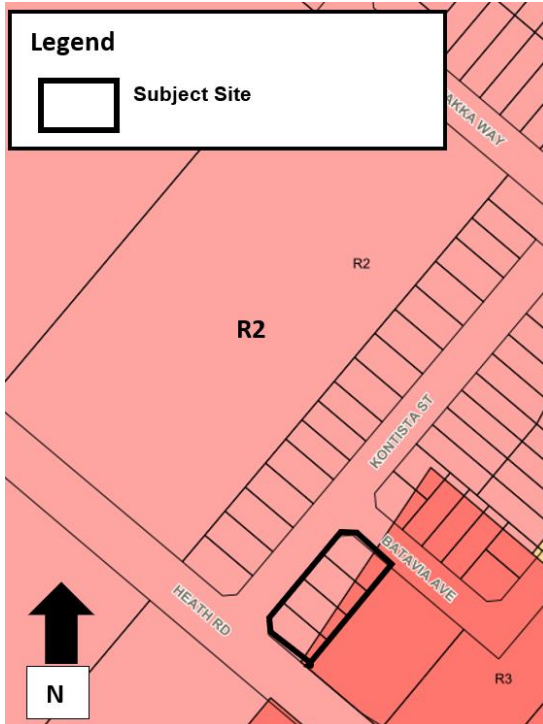 Legend
Subject Site
AKKA WAY
R2
R2
KONTISTA ST
BATAVIA AVE
HEATH RD
R3
N